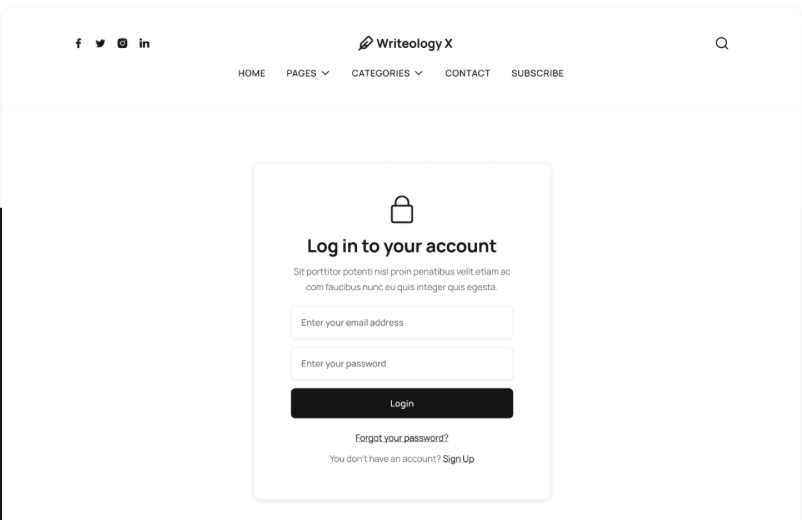 Writeology X
HOME PAGES CATEGORIES CONTACT SUBSCRIBE
Log in to your account
Sit porttitor potenti nisl proin penatibus velit etiam ac
com faucibus nunc eu quis integer quis egesta.
Enter your email address
Enter your password
Login
Forgot your password?
You don't have an account? Sign Up